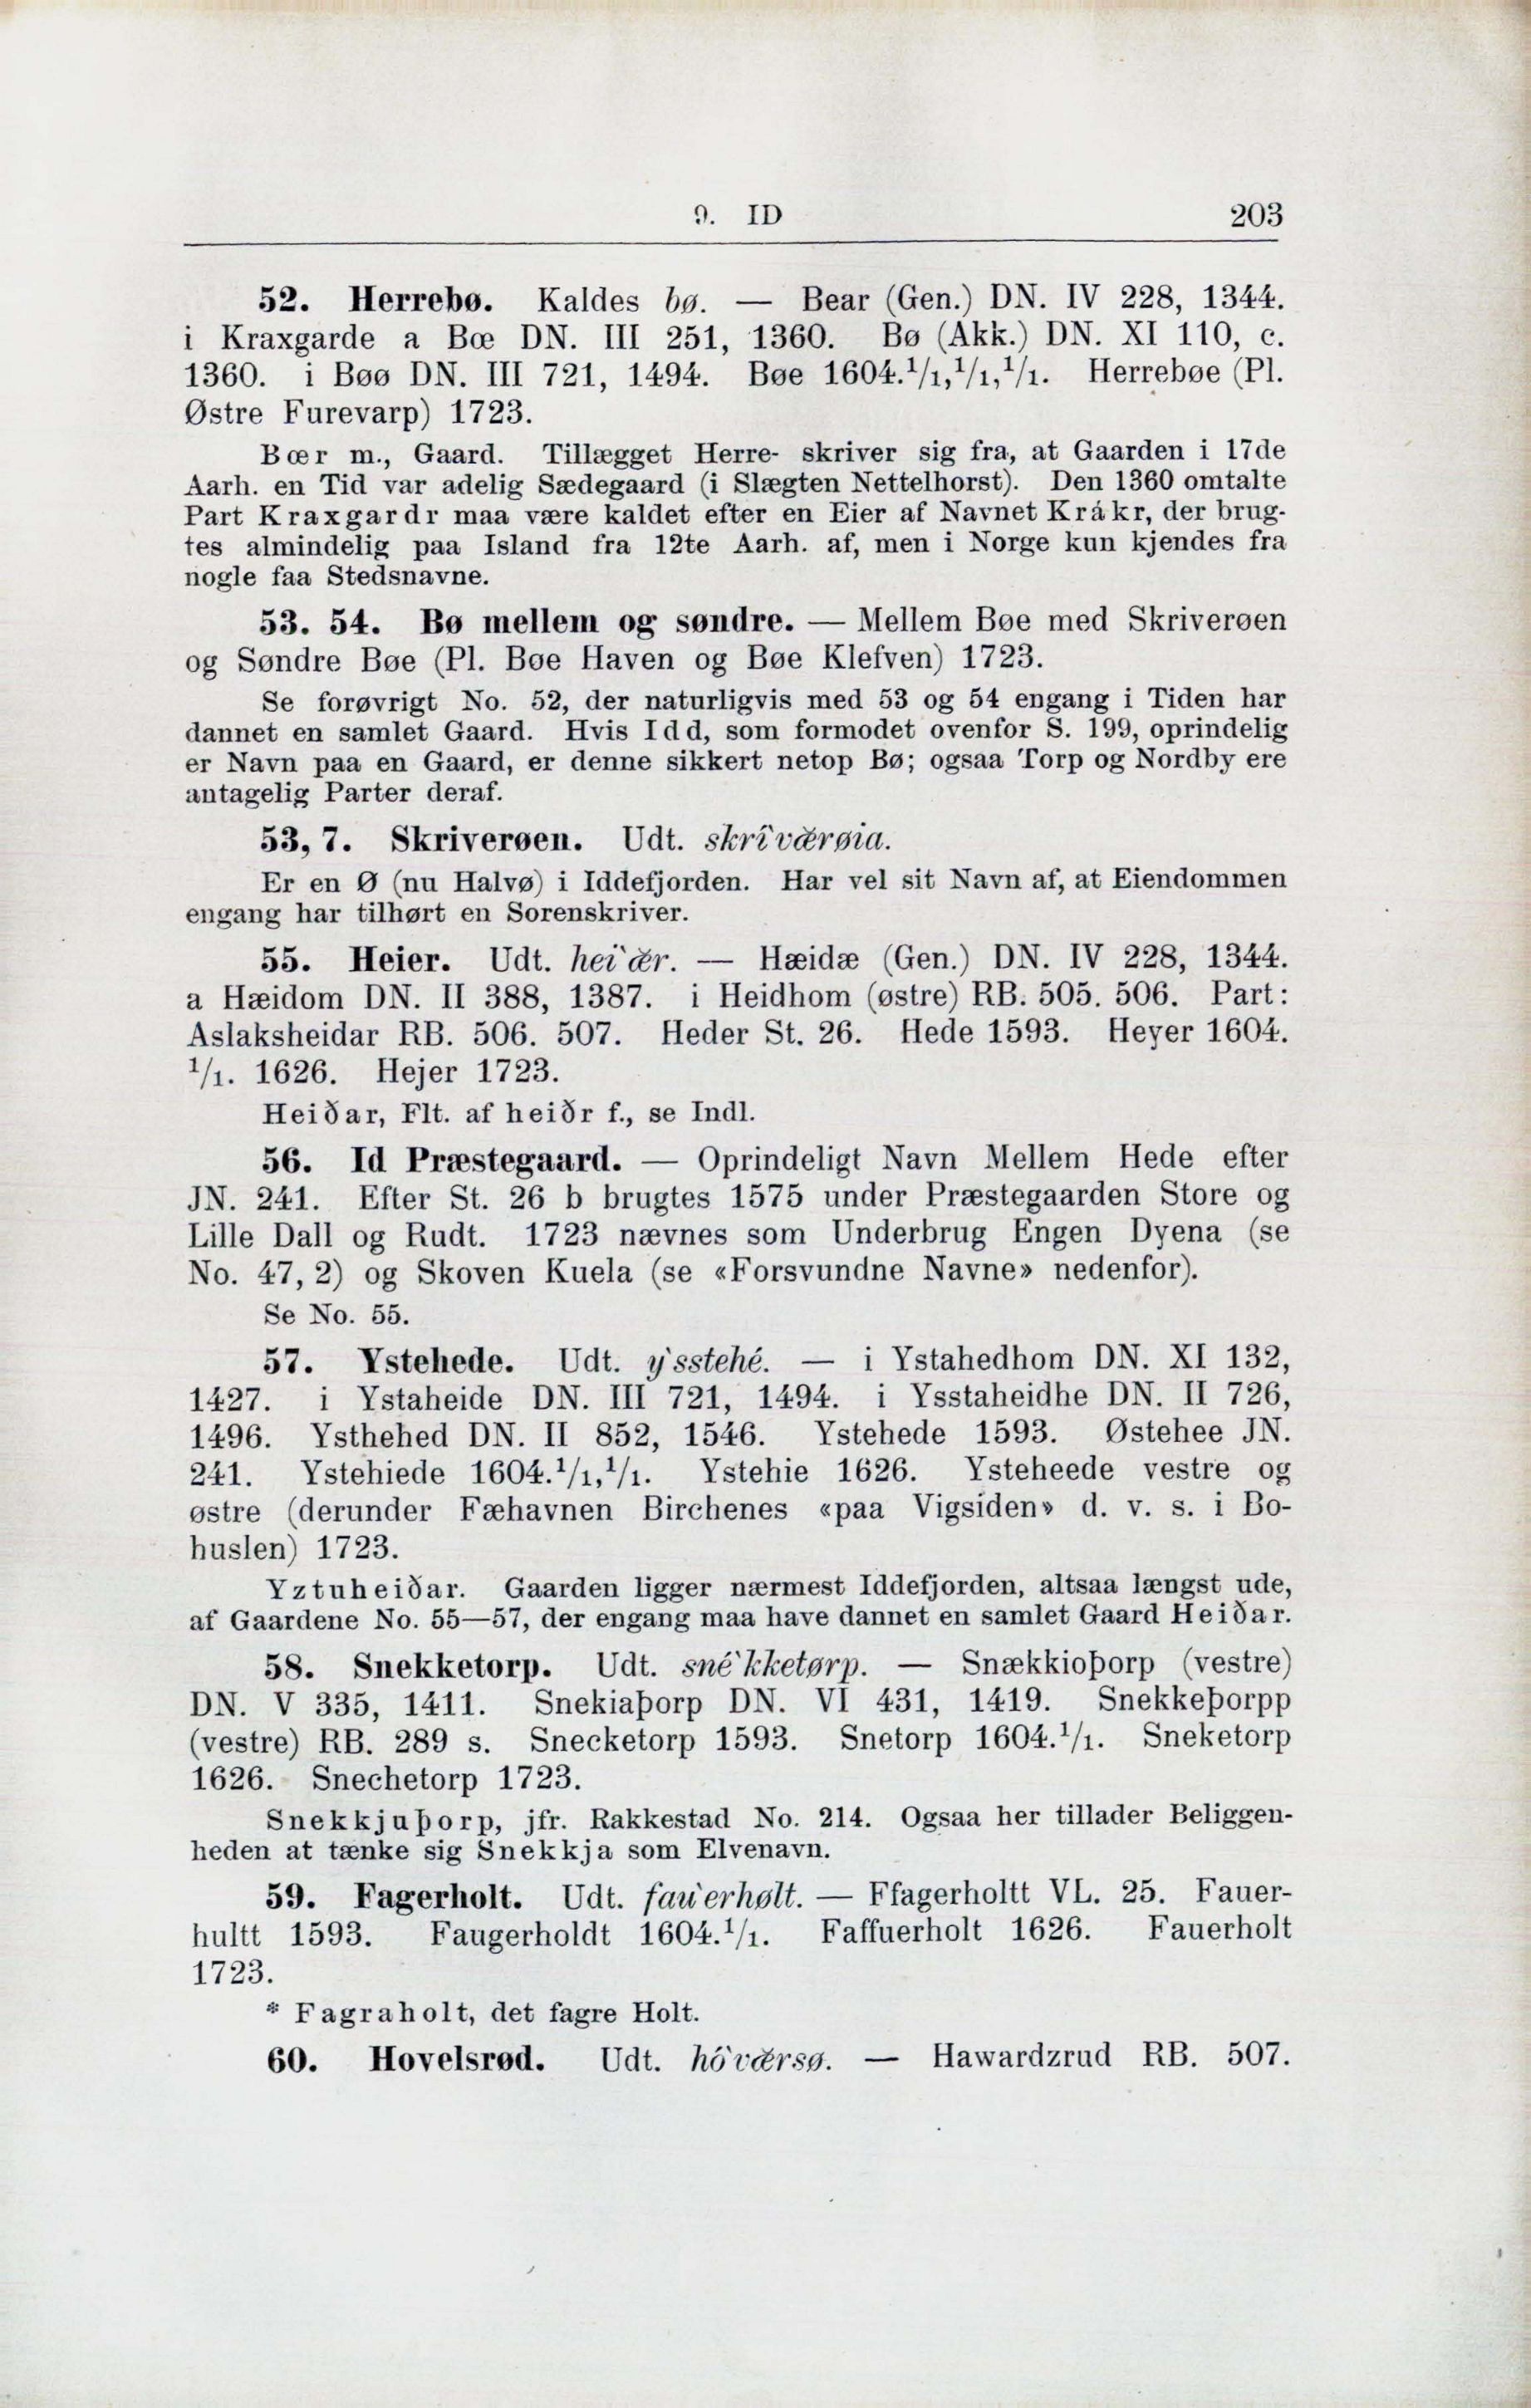 9. ID 203
52. Herrebø. Kaldes bø. — Bear (Gen.) DN. IV 228, 1344.
i Kraxgarde a Bœ DN. III 251, 1360. Bø (Akk.) DN. XI 110, c.
1360. i Bøø DN. III 721, 1494. Bøe 1604.¹/₁,¹/₁,¹/₁. Herrebøe (Pl.
Østre Furevarp) 1723.
Bœr m., Gaard. Tillægget Herre- skriver sig fra, at Gaarden i 17de
Aarh. en Tid var adelig Sædegaard (i Slægten Nettelhorst). Den 1360 omtalte
Part Kraxgardr maa være kaldet efter en Eier af Navnet Krákr, der brug-
tes almindelig paa Island fra 12te Aarh. af, men i Norge kun kjendes fra
nogle faa Stedsnavne.
53. 54. Bø mellem og søndre. — Mellem Bøe med Skriverøen
og Søndre Bøe (Pl. Bøe Haven og Bøe Klefven) 1723.
Se forøvrigt No. 52, der naturligvis med 53 og 54 engang i Tiden har
dannet en samlet Gaard. Hvis Idd, som formodet ovenfor S. 199, oprindelig
er Navn paa en Gaard, er denne sikkert netop Bø; ogsaa Torp og Nordby ere
antagelig Parter deraf.
53, 7. Skriverøen. Udt. skrìværøia.
Er en Ø (nu Halvø) i Iddefjorden. Har vel sit Navn af, at Eiendommen
engang har tilhørt en Sorenskriver.
55. Heier. Udt. hei`ær. — Hæidæ (Gen.) DN. IV 228, 1344.
a Hæidom DN. II 388, 1387. i Heidhom (østre) RB. 505. 506. Part:
Aslaksheidar RB. 506. 507. Heder St. 26. Hede 1593. Heyer 1604.
¹/₁. 1626. Hejer 1723.
Heiðar, Flt. af heiðr f., se Indl.
56. Id Præstegaard. — Oprindeligt Navn Mellem Hede efter
JN. 241. Efter St. 26 b brugtes 1575 under Præstegaarden Store og
Lille Dall og Rudt. 1723 nævnes som Underbrug Engen Dyena (se
No. 47, 2) og Skoven Kuela (se «Forsvundne Navne» nedenfor).
Se No. 55.
57. Ystehede. Udt. y`sstehé. — i Ystahedhom DN. XI 132,
1427. i Ystaheide DN. III 721, 1494. i Ysstaheidhe DN. II 726,
1496. Ysthehed DN. II 852, 1546. Ystehede 1593. Østehee JN.
241. Ystehiede 1604.¹/₁,¹/₁. Ystehie 1626. Ysteheede vestre og
østre (derunder Fæhavnen Birchenes «paa Vigsiden» d. v. s. i Bo-
huslen) 1723.
Yztuheiðar. Gaarden ligger nærmest Iddefjorden, altsaa længst ude,
af Gaardene No. 55—57, der engang maa have dannet en samlet Gaard Heiðar.
58. Snekketorp. Udt. snè`kketørp. — Snækkioþorp (vestre)
DN. V 335, 1411. Snekiaþorp DN. VI 431, 1419. Snekkeþorpp
(vestre) RB. 289 s. Snecketorp 1593. Snetorp 1604.¹/₁. Sneketorp
1626. Snechetorp 1723.
Snekkjuþorp, jfr. Rakkestad No. 214. Ogsaa her tillader Beliggen-
heden at tænke sig Snekkja som Elvenavn.
59. Fagerholt. Udt. fau`erhølt. — Ffagerholtt VL. 25. Fauer-
hultt 1593. Faugerholdt 1604.¹/₁. Faffuerholt 1626. Fauerholt
1723.
* Fagraholt, det fagre Holt.
60. Hovelsrød. Udt. hô`værsø. — Hawardzrud RB. 507.